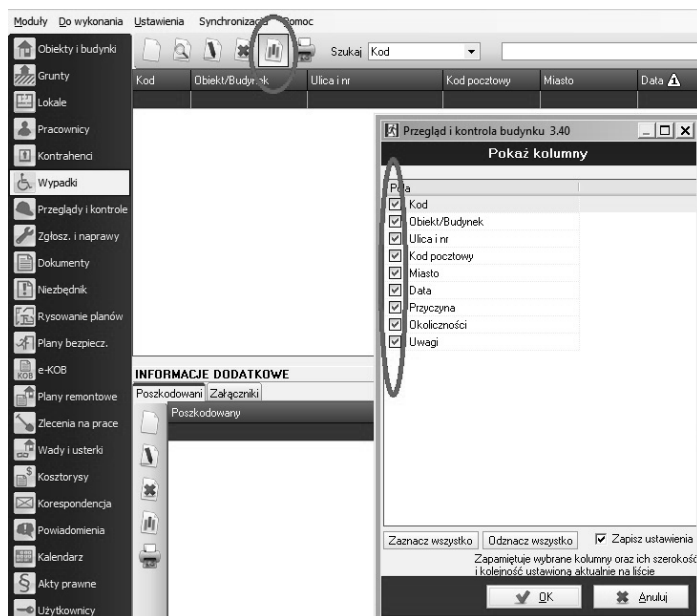 Moduły Do wykonania Ustawienia Synchronizacja Pomoc
Szukaj Kod
Kod Obiekt/Budynek Ulica i nr Kod pocztowy Miasto Data
Obiekty i budynki
Grunty
Lokale
Pracownicy
Kontrahenci
Wypadki
Przeglądy i kontrole
Zgłosz. i naprawy
Dokumenty
Niezbędnik
Rysowanie planów
Plany bezpiecz.
KOB e-KOB
Plany remontowe
Zlecenia na prace
Wady i usterki
Kosztorysy
Korespondencja
Powiadomienia
Kalendarz
Akty prawne
Użytkownicy
INFORMACJE DODATKOWE
Poszkodowani Załączniki
Poszkodowany
Przegląd i kontrola budynku 3.40
Pokaż kolumny
Pola
Kod
Obiekt/Budynek
Ulica i nr
Kod pocztowy
Miasto
Data
Przyczyna
Okoliczności
Uwagi
Zaznacz wszystko Odznacz wszystko Zapisz ustawienia
Zapamiętuje wybrane kolumny oraz ich szerokość
i kolejność ustawioną aktualnie na liście
OK Anuluj